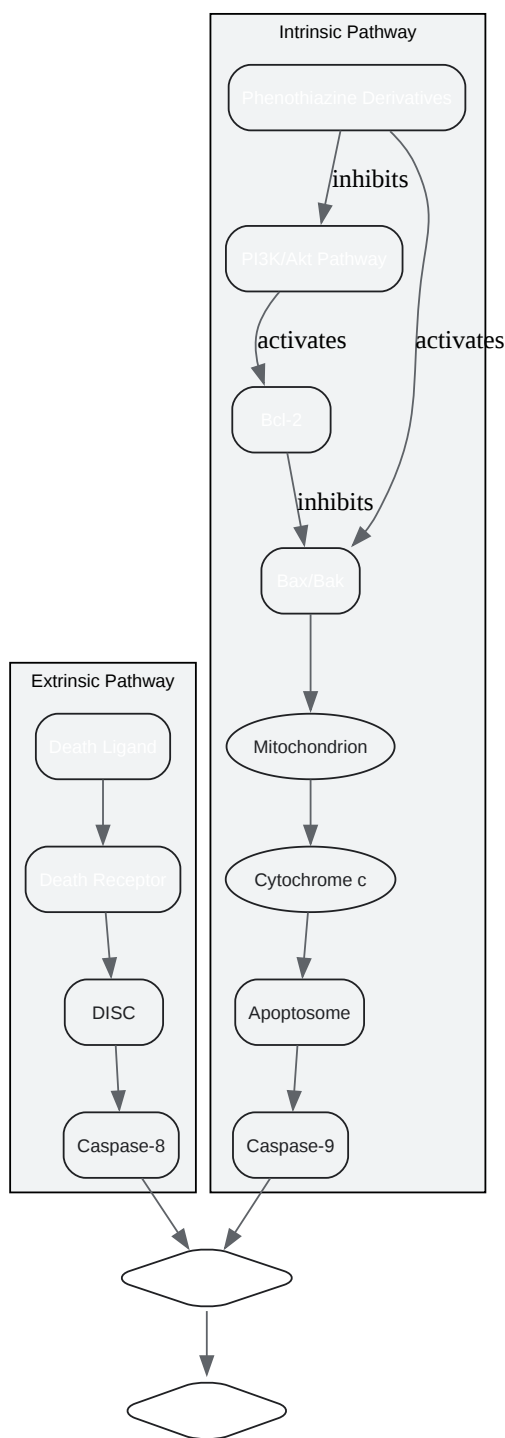 Intrinsic Pathway
Phenothiazine Derivatives
inhibits
PI3K/Akt Pathway
activates
activates
Bcl-2
inhibits
Bax/Bak
Extrinsic Pathway
Death Ligand
Mitochondrion
Death Receptor
Cytochrome c
DISC
Apoptosome
Caspase-8
Caspase-9